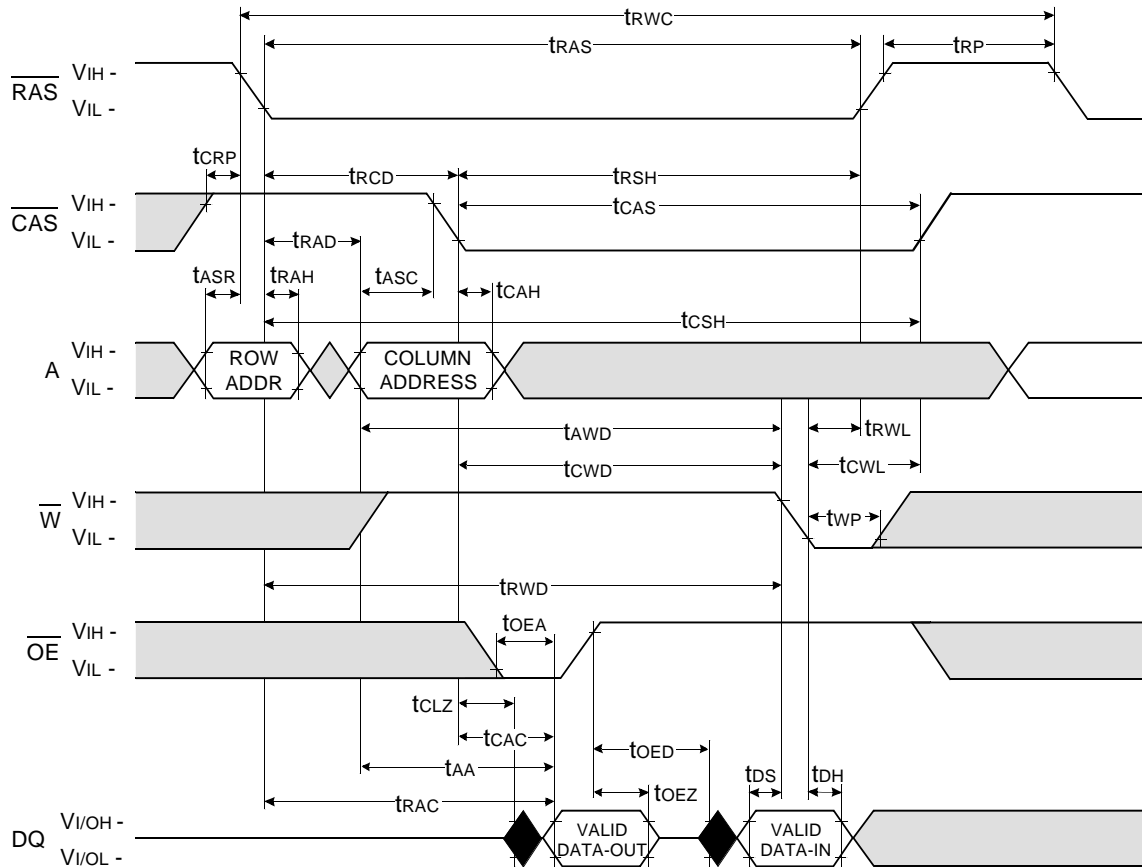 tRWC
tRAS
tRP
RAS
VIH -
VIL -
tCRP
tRCD
tRSH
CAS
VIH -
VIL -
tCAS
tRAD
tASR
tRAH
tASC
tCAH
tCSH
A
VIH -
VIL -
ROW
ADDR
COLUMN
ADDRESS
tAWD
tRWL
tCWD
tCWL
W
VIH -
VIL -
tWP
tRWD
OE
VIH -
VIL -
tOEA
tCLZ
tCAC
tOED
tAA
tDS
tDH
tOEZ
tRAC
DQ
VI/OH -
VI/OL -
VALID
DATA-OUT
VALID
DATA-IN